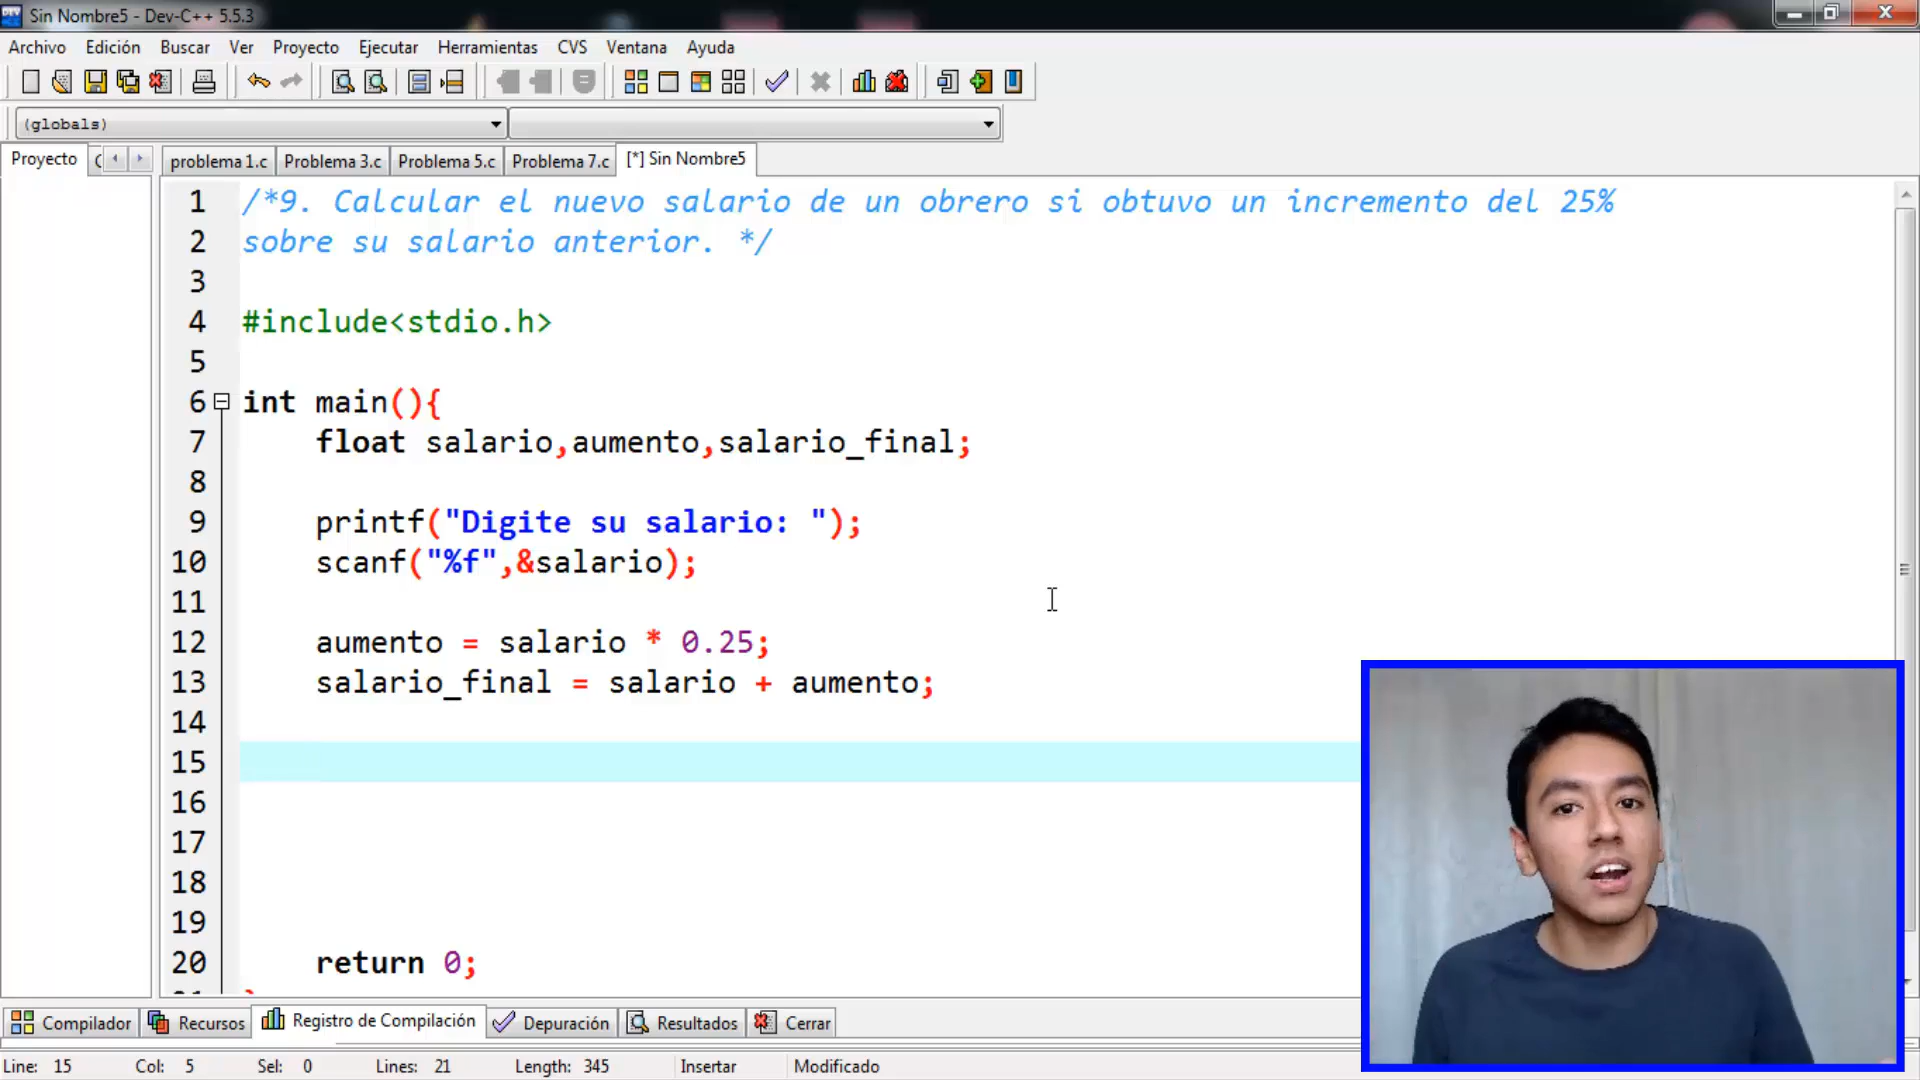 Sin Nombre5 - Dev-C++ 5.5.3
Archivo Edición Buscar Ver Proyecto Ejecutar Herramientas CVS Ventana Ayuda
(globals)
Proyecto
problema 1.c Problema 3.c Problema 5.c Problema 7.c [*] Sin Nombre5
1 /*9. Calcular el nuevo salario de un obrero si obtuvo un incremento del 25%
2 sobre su salario anterior. */
3
4 #include<stdio.h>
5
6 int main(){
7 float salario,aumento,salario_final;
8
9 printf("Digite su salario: ");
10 scanf("%f",&salario);
11
12 aumento = salario * 0.25;
13 salario_final = salario + aumento;
14
15
16
17
18
19
20 return 0;
Compilador Recursos Registro de Compilación Depuración Resultados Cerrar
Line: 15 Col: 5 Sel: 0 Lines: 21 Length: 345 Insertar Modificado